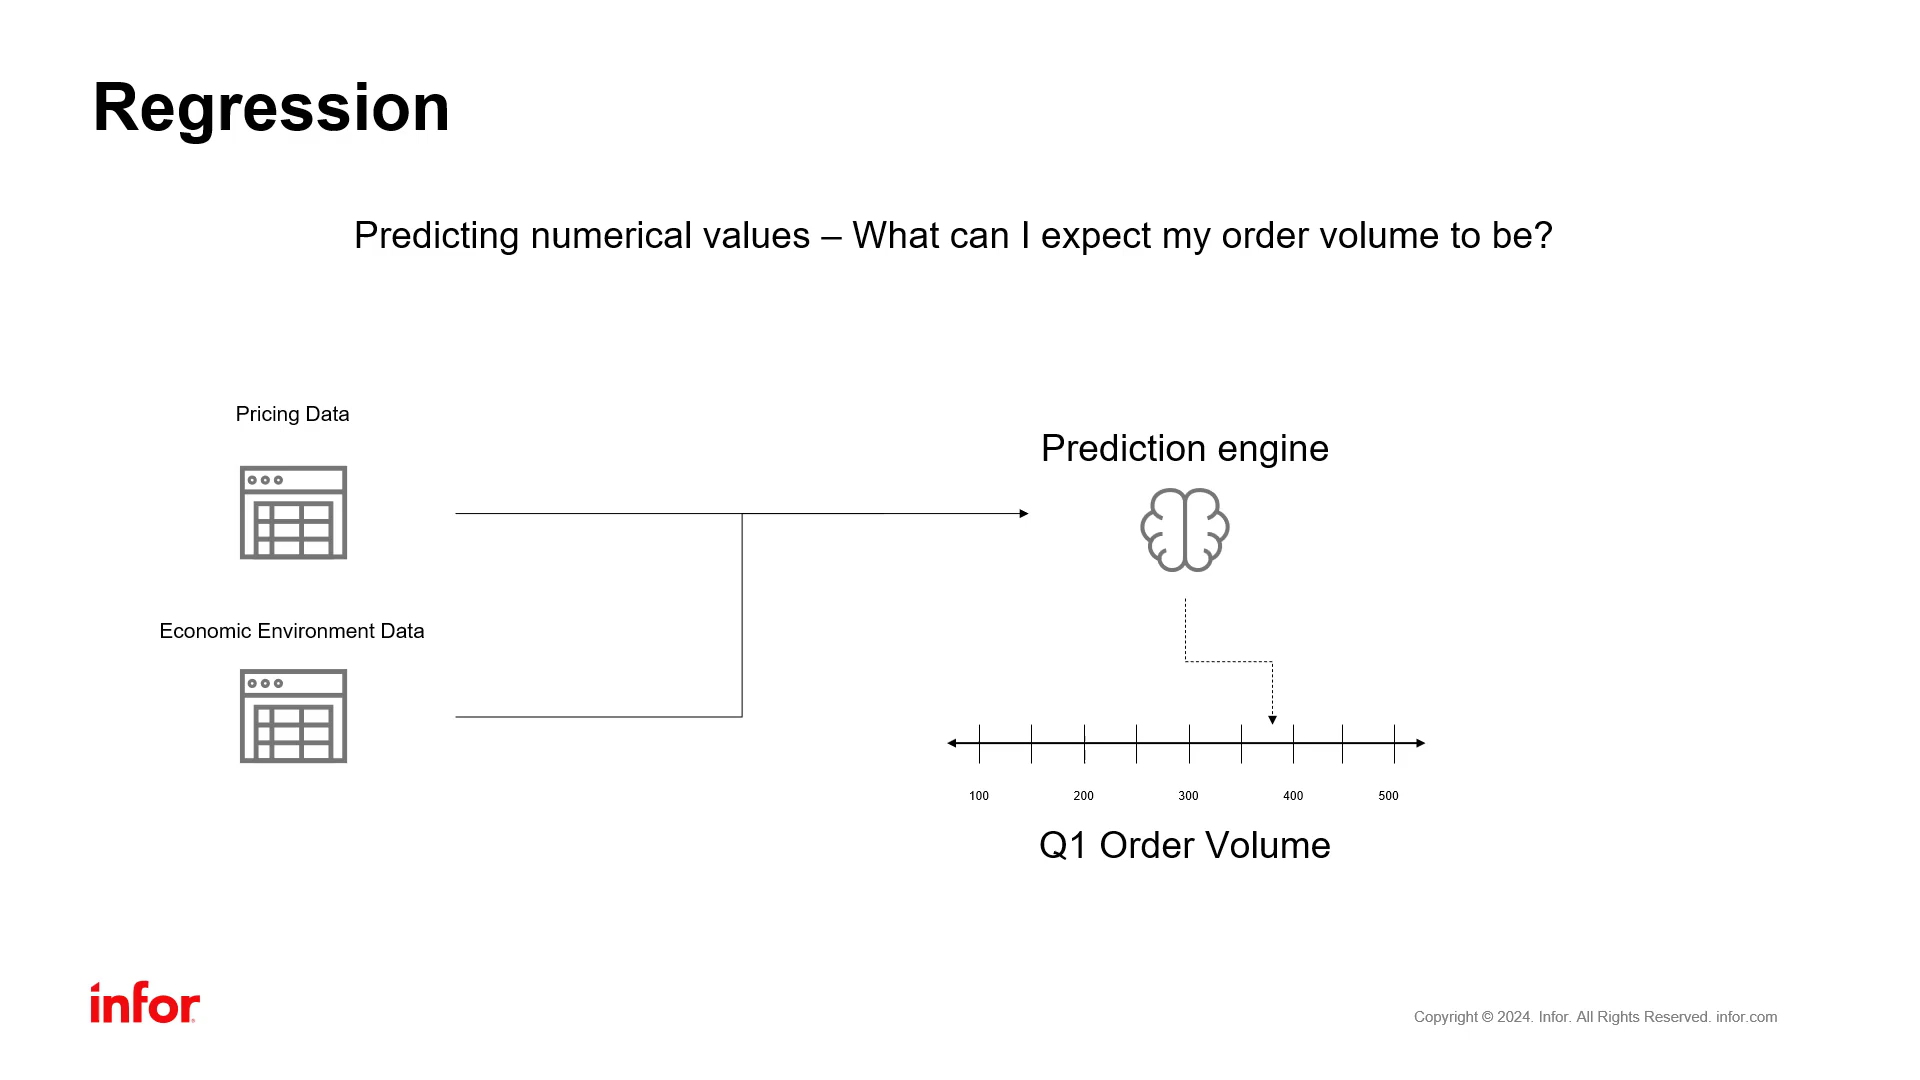 Regression
Predicting numerical values – What can I expect my order volume to be?
Pricing Data
Prediction engine
Economic Environment Data
100 200 300 400 500
Q1 Order Volume
infor
Copyright © 2024. Infor. All Rights Reserved. infor.com